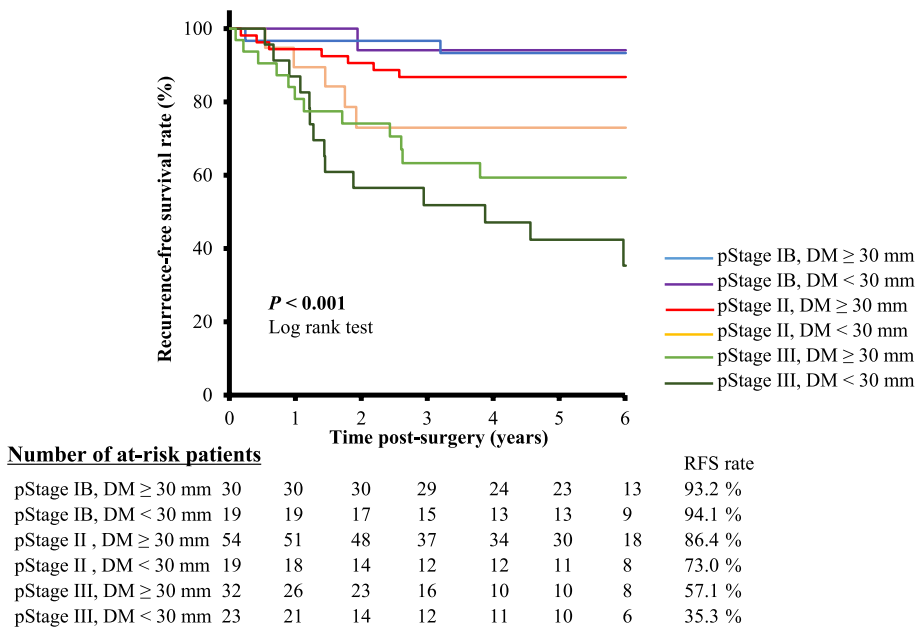 100
80
60
40
20
0
Recurrence-free survival rate (%)
P < 0.001
Log rank test
0 1 2 3 4 5 6
Time post-surgery (years)
pStage IB, DM ≥ 30 mm
pStage IB, DM < 30 mm
pStage II, DM ≥ 30 mm
pStage II, DM < 30 mm
pStage III, DM ≥ 30 mm
pStage III, DM < 30 mm
Number of at-risk patients
RFS rate
pStage IB, DM ≥ 30 mm 30 30 30 29 24 23 13 93.2 %
pStage IB, DM < 30 mm 19 19 17 15 13 13 9 94.1 %
pStage II , DM ≥ 30 mm 54 51 48 37 34 30 18 86.4 %
pStage II , DM < 30 mm 19 18 14 12 12 11 8 73.0 %
pStage III, DM ≥ 30 mm 32 26 23 16 10 10 8 57.1 %
pStage III, DM < 30 mm 23 21 14 12 11 10 6 35.3 %